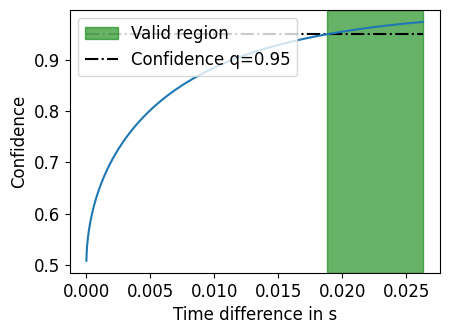 Valid region
Confidence q=0.95
Confidence
0.9
0.8
0.7
0.6
0.5
0.000 0.005 0.010 0.015 0.020 0.025
Time difference in s